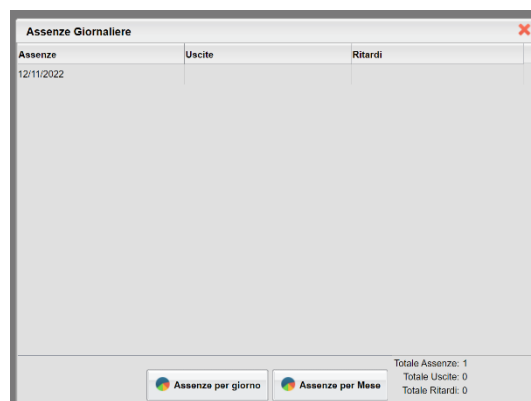 Assenze Giornaliere
Assenze Uscite Ritardi
12/11/2022
Totale Assenze: 1
Totale Uscite: 0
Totale Ritardi: 0
Assenze per giorno Assenze per Mese